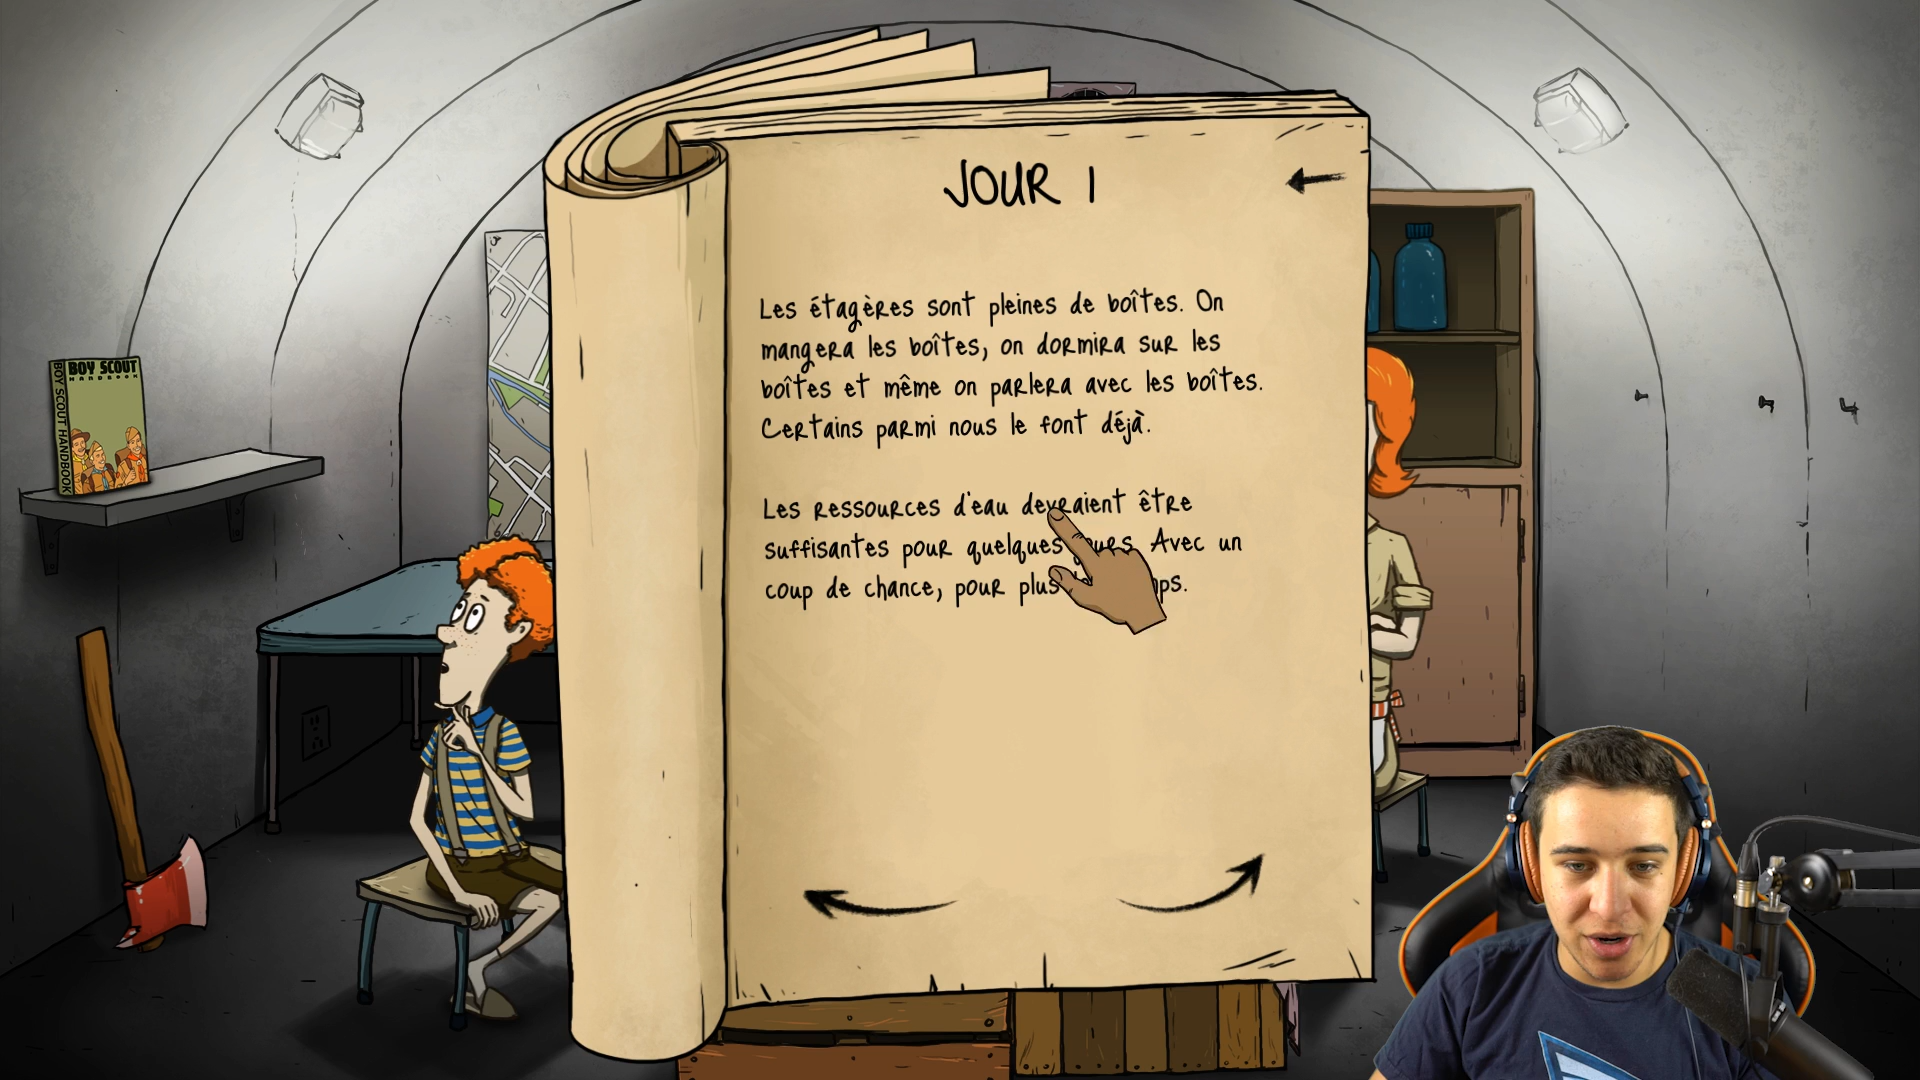 JOUR 1
Les étagères sont pleines de boîtes. On
mangera les boîtes, on dormira sur les
boîtes et même on parlera avec les boîtes.
Certains parmi nous le font déjà.
Les ressources d'eau devraient être
suffisantes pour quelques jours. Avec un
coup de chance, pour plus
BOY SCOUT
HANDBOOK
BOY SCOUT HANDBOOK